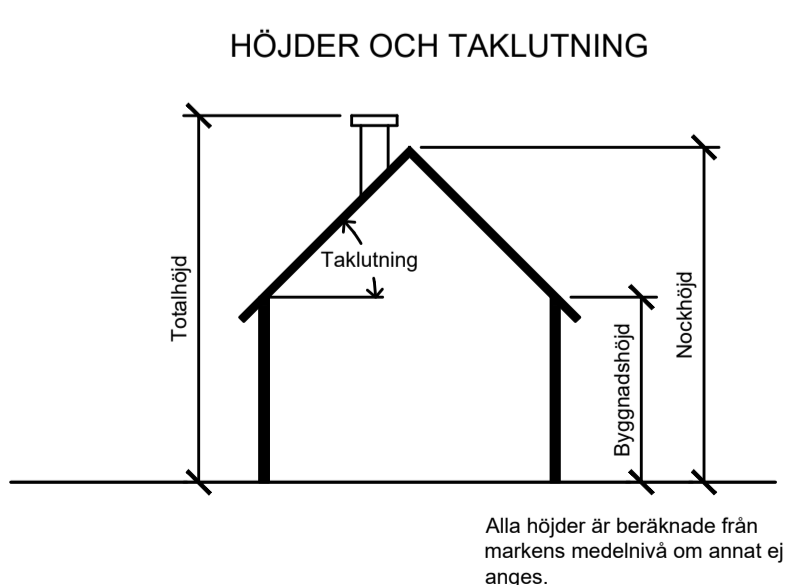 HÖJDER OCH TAKLUTNING
Totalhöjd
Taklutning
Byggnadshöjd
Nockhöjd
Alla höjder är beräknade från
markens medelnivå om annat ej
anges.